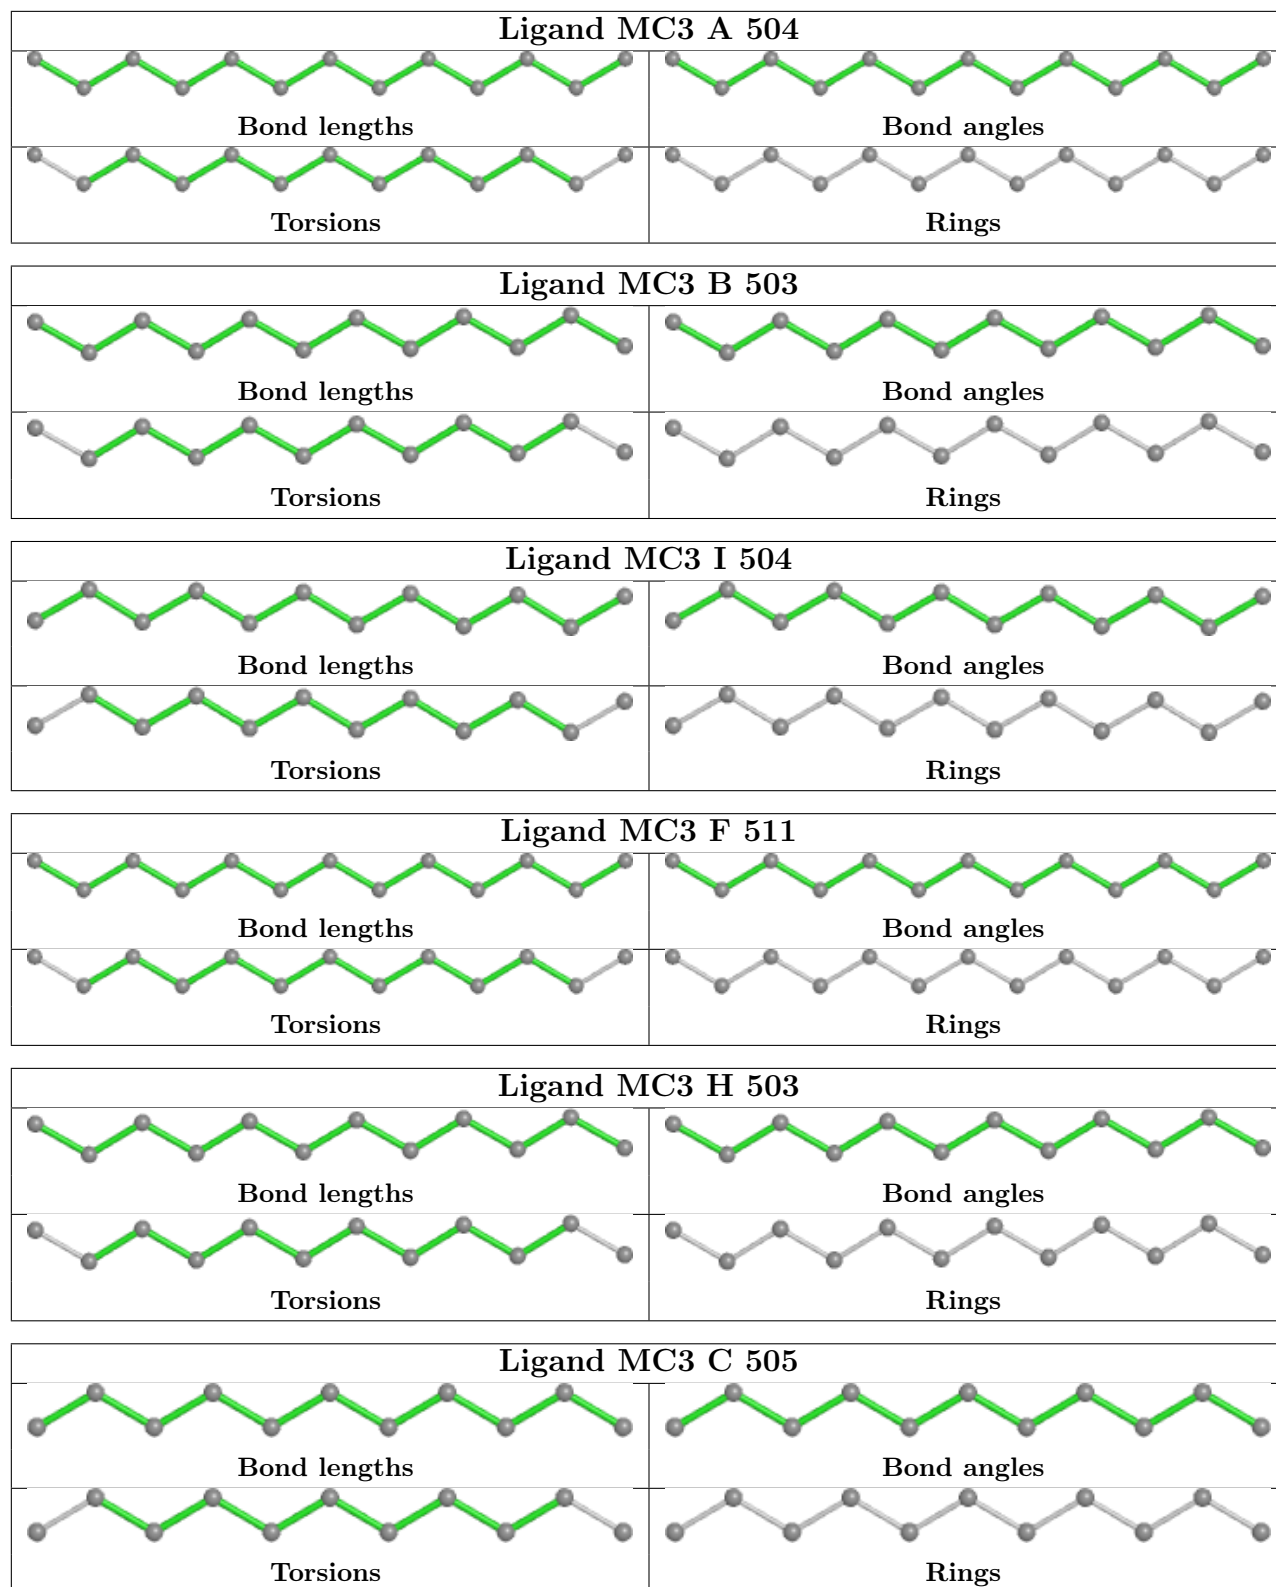 Ligand MC3 A 504
Bond lengths
Bond angles
Torsions
Rings
Ligand MC3 B 503
Bond lengths
Bond angles
Torsions
Rings
Ligand MC3 I 504
Bond lengths
Bond angles
Torsions
Rings
Ligand MC3 F 511
Bond lengths
Bond angles
Torsions
Rings
Ligand MC3 H 503
Bond lengths
Bond angles
Torsions
Rings
Ligand MC3 C 505
Bond lengths
Bond angles
Torsions
Rings